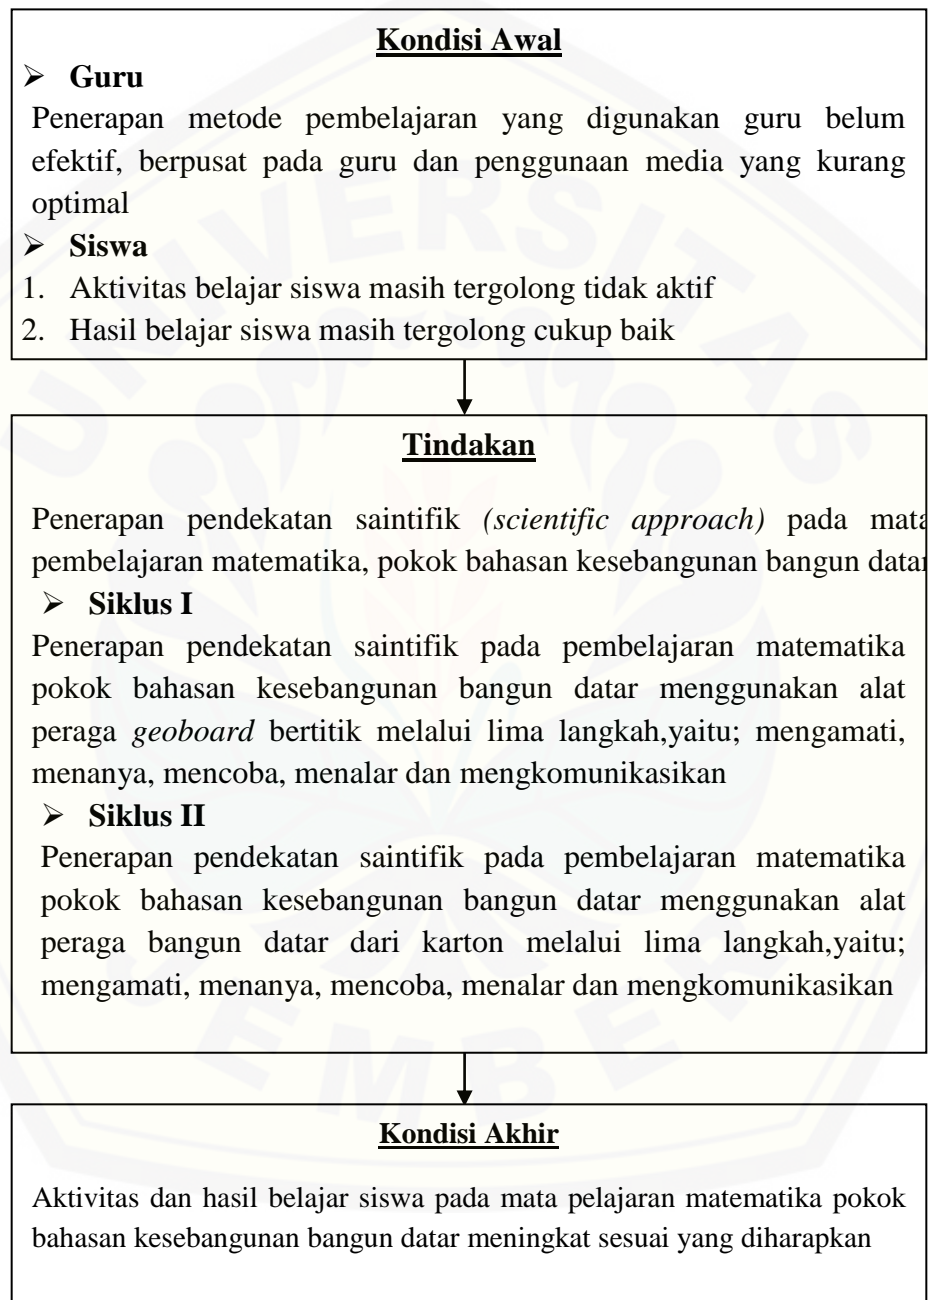 Kondisi Awal
➢ Guru
Penerapan metode pembelajaran yang digunakan guru belum
efektif, berpusat pada guru dan penggunaan media yang kurang
optimal
➢ Siswa
1. Aktivitas belajar siswa masih tergolong tidak aktif
2. Hasil belajar siswa masih tergolong cukup baik
Tindakan
Penerapan pendekatan saintifik (scientific approach) pada mata
pembelajaran matematika, pokok bahasan kesebangunan bangun datar
➢ Siklus I
Penerapan pendekatan saintifik pada pembelajaran matematika
pokok bahasan kesebangunan bangun datar menggunakan alat
peraga geoboard bertitik melalui lima langkah,yaitu; mengamati,
menanya, mencoba, menalar dan mengkomunikasikan
➢ Siklus II
Penerapan pendekatan saintifik pada pembelajaran matematika
pokok bahasan kesebangunan bangun datar menggunakan alat
peraga bangun datar dari karton melalui lima langkah,yaitu;
mengamati, menanya, mencoba, menalar dan mengkomunikasikan
Kondisi Akhir
Aktivitas dan hasil belajar siswa pada mata pelajaran matematika pokok
bahasan kesebangunan bangun datar meningkat sesuai yang diharapkan
UNIVERSITAS
JEMBER